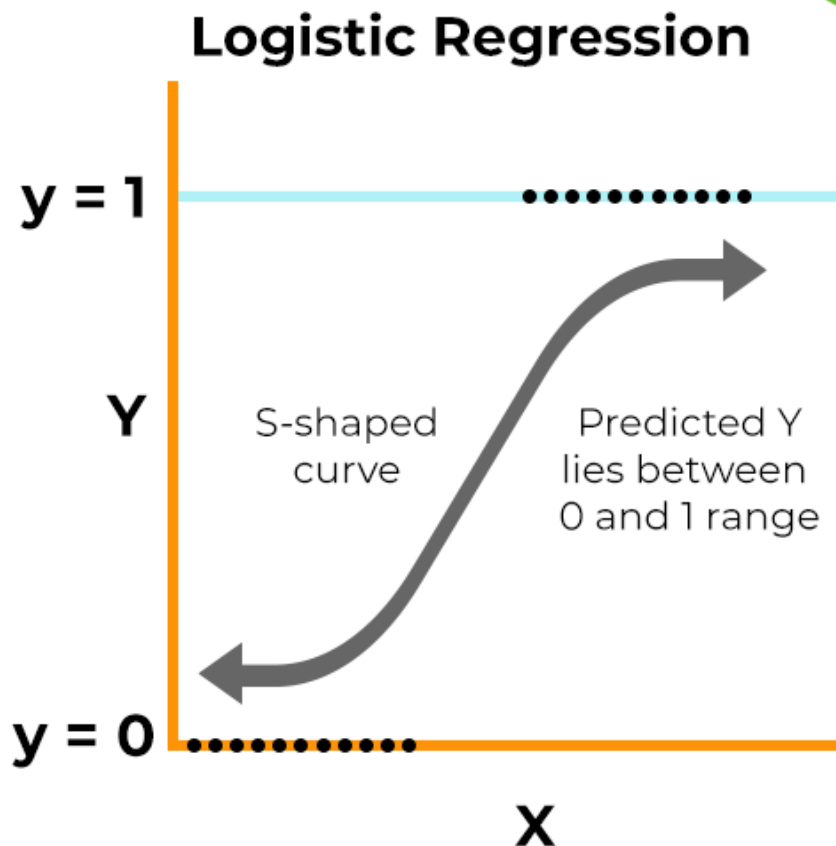 Logistic Regression
y = 1
Y
S-shaped
curve
Predicted Y
lies between
0 and 1 range
y = 0
X